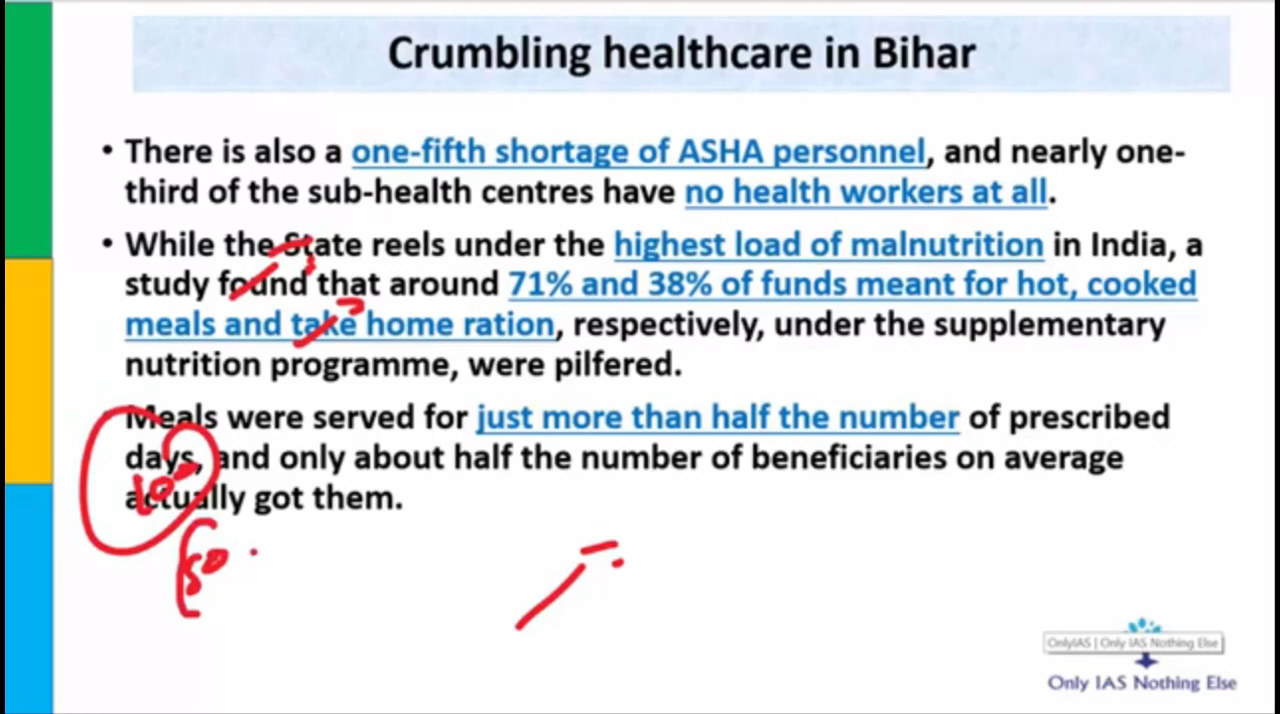 Crumbling healthcare in Bihar
• There is also a one-fifth shortage of ASHA personnel, and nearly one-
third of the sub-health centres have no health workers at all.
• While the State reels under the highest load of malnutrition in India, a
study found that around 71% and 38% of funds meant for hot, cooked
meals and take home ration, respectively, under the supplementary
nutrition programme, were pilfered.
• Meals were served for just more than half the number of prescribed
days, and only about half the number of beneficiaries on average
actually got them.
50
OnlyIAS | Only IAS Nothing Else
Only IAS Nothing Else